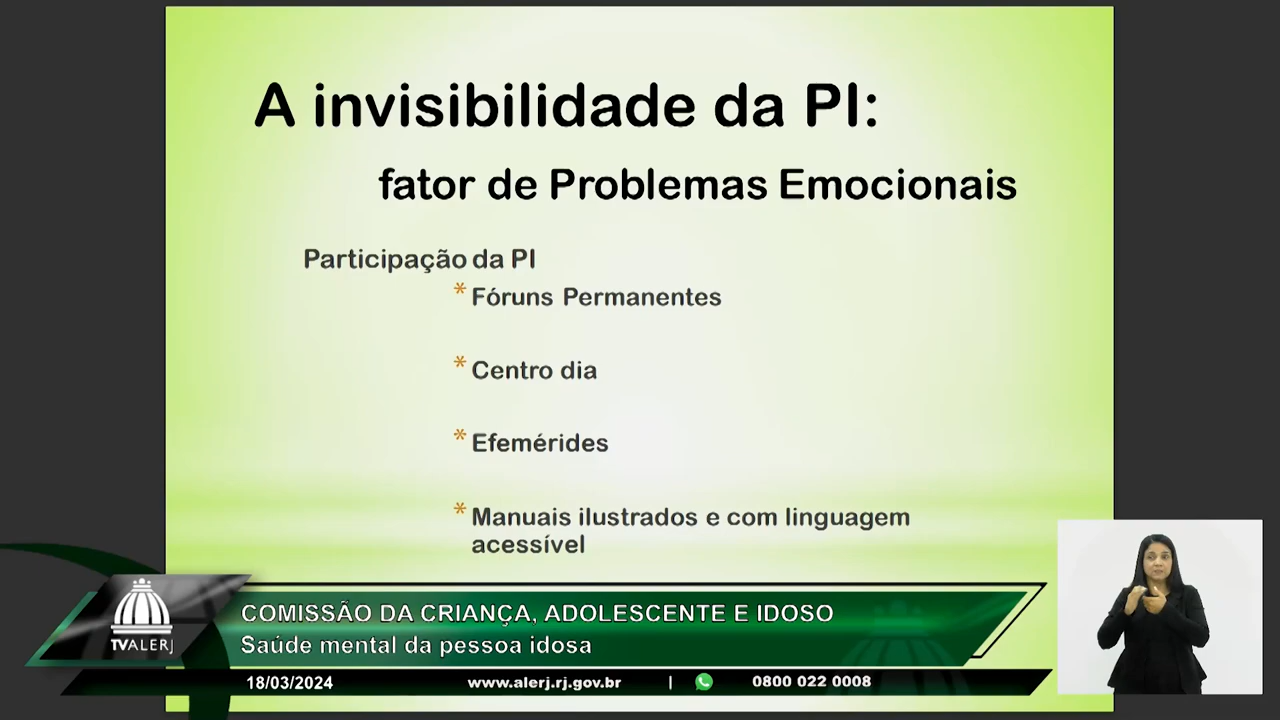 A invisibilidade da PI:
fator de Problemas Emocionais
Participação da PI
* Fóruns Permanentes
* Centro dia
* Efemérides
* Manuais ilustrados e com linguagem
acessível
COMISSÃO DA CRIANÇA, ADOLESCENTE E IDOSO
Saúde mental da pessoa idosa
TVALERJ
18/03/2024 www.alerj.rj.gov.br | 0800 022 0008